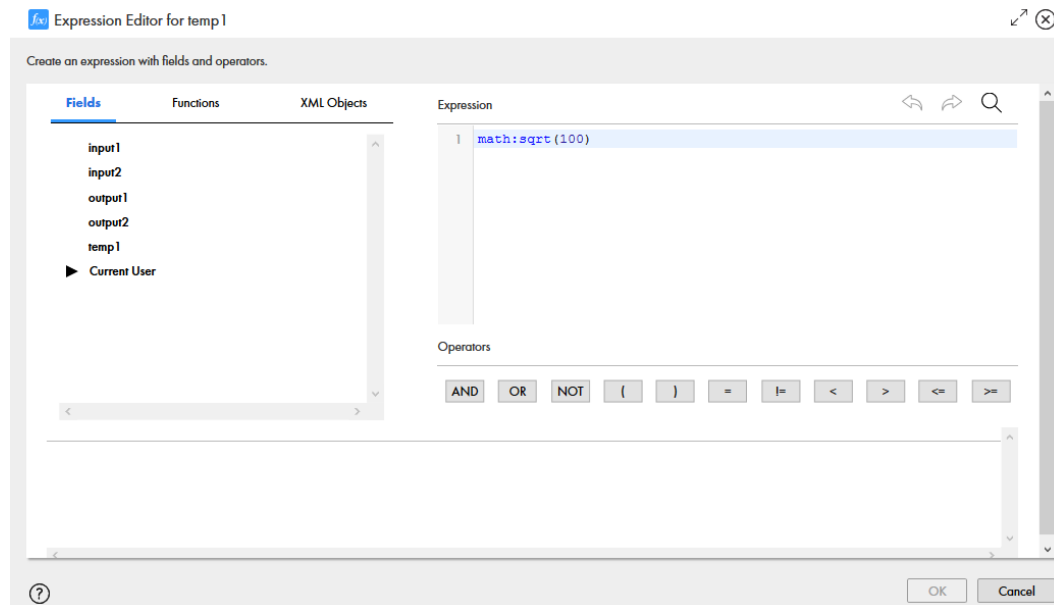 f(x) Expression Editor for temp1
Create an expression with fields and operators.
Fields Functions XML Objects
input1
input2
output1
output2
temp1
Current User
Expression
1 math:sqrt(100)
Operators
AND OR NOT ( ) = != < > <= >=
? OK Cancel